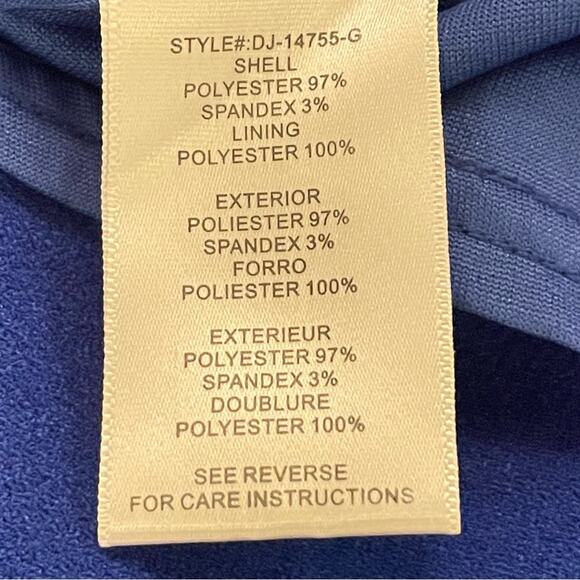 STYLE#:DJ-14755-G
SHELL
POLYESTER 97%
SPANDEX 3%
LINING
POLYESTER 100%
EXTERIOR
POLIESTER 97%
SPANDEX 3%
FORRO
POLIESTER 100%
EXTERIEUR
POLYESTER 97%
SPANDEX 3%
DOUBLURE
POLYESTER 100%
SEE REVERSE
FOR CARE INSTRUCTIONS